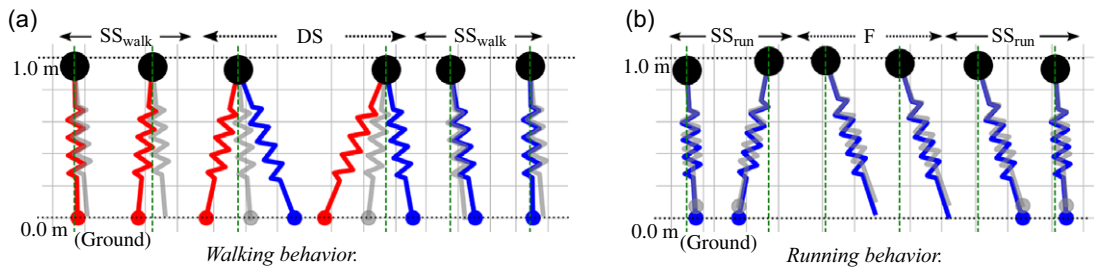 (a)
SSwalk
DS
SSwalk
1.0 m
0.0 m
(Ground)
Walking behavior.
(b)
SSrun
F
SSrun
1.0 m
0.0 m
(Ground)
Running behavior.